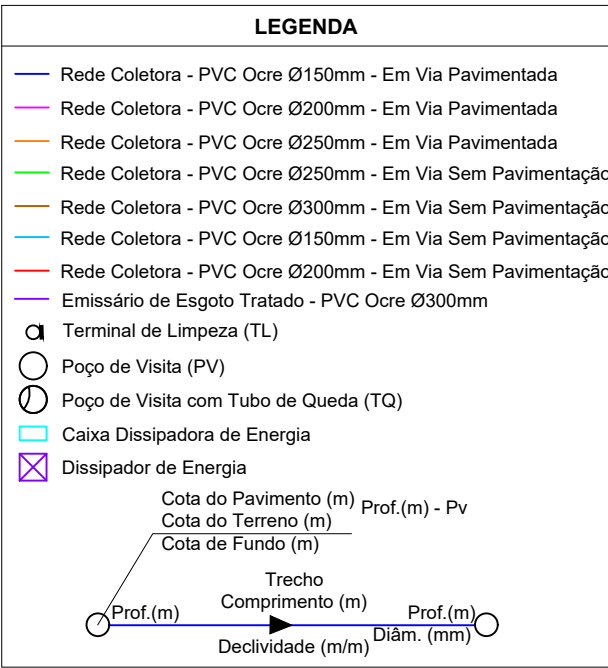 LEGENDA
Rede Coletora - PVC Ocre Ø150mm - Em Via Pavimentada
Rede Coletora - PVC Ocre Ø200mm - Em Via Pavimentada
Rede Coletora - PVC Ocre Ø250mm - Em Via Pavimentada
Rede Coletora - PVC Ocre Ø250mm - Em Via Sem Pavimentação
Rede Coletora - PVC Ocre Ø300mm - Em Via Sem Pavimentação
Rede Coletora - PVC Ocre Ø150mm - Em Via Sem Pavimentação
Rede Coletora - PVC Ocre Ø200mm - Em Via Sem Pavimentação
Emissário de Esgoto Tratado - PVC Ocre Ø300mm
Terminal de Limpeza (TL)
Poço de Visita (PV)
Poço de Visita com Tubo de Queda (TQ)
Caixa Dissipadora de Energia
Dissipador de Energia
Cota do Pavimento (m)
Cota do Terreno (m)
Cota de Fundo (m)
Prof.(m) - Pv
Trecho
Comprimento (m)
Prof.(m)
Prof.(m)
Declividade (m/m)
Diâm. (mm)